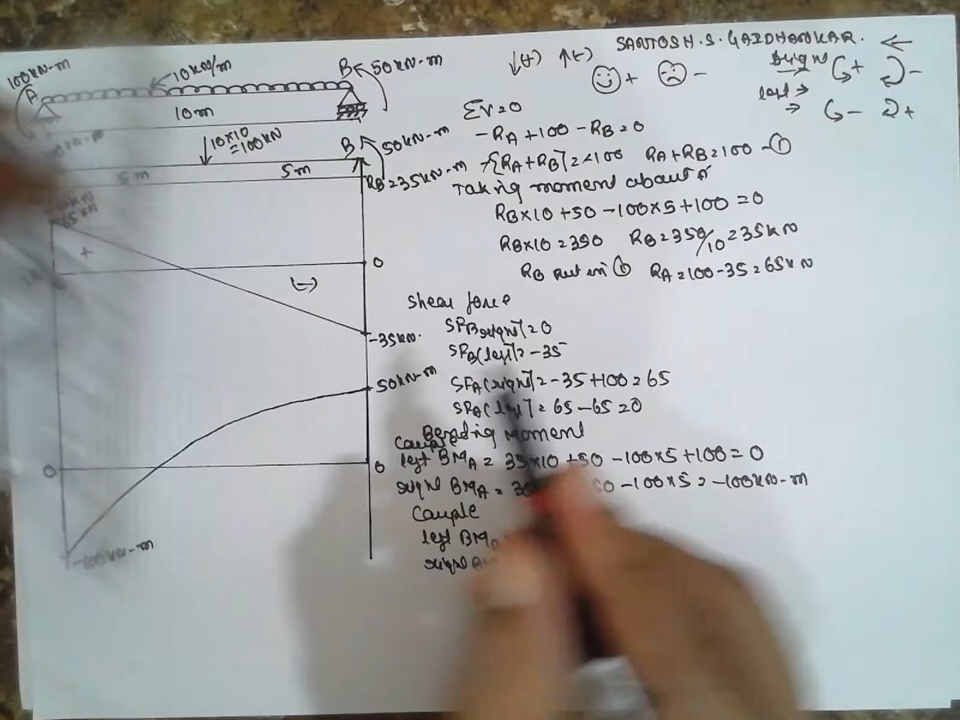 SANTOSH.S.GAIDHANKAR.
↓(+) ↑(-)
☺ + ☹ -
right → + -
left → - +
100kN-m
10kN/m
B 50kN-m
A
10m
10×10
=100kN
B 50kN-m
5m 5m
RB=35kN-m
ΣV=0
-RA+100-RB=0
-{RA+RB}=-100 RA+RB=100 -①
Taking moment about A
RB×10+50-100×5+100=0
RB×10=350 RB=350/10=35kN
RB put in ① RA=100-35=65kN
+
0
(-)
-35kN.
Shear force
SFB(right)=0
SFB(left)=-35
SFA(right)=-35+100=65
SFA(left)=65-65=0
50kN-m
0 0
-100kN-m
Bending Moment
Couple
left BMA = 35×10+50-100×5+100=0
right BMA = -100×5=-100kN-m
Couple
left BM
right